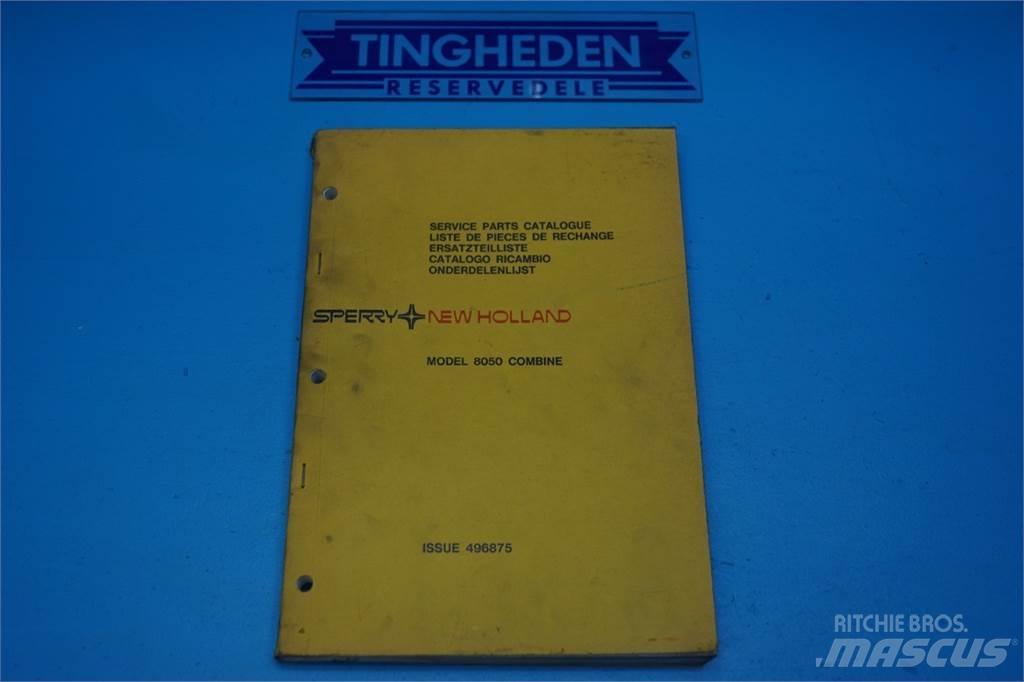 TINGHEDEN
RESERVEDELE
SERVICE PARTS CATALOGUE
LISTE DE PIECES DE RECHANGE
ERSATZTEILLISTE
CATALOGO RICAMBIO
ONDERDELENLIJST
SPERRY NEW HOLLAND
MODEL 8050 COMBINE
ISSUE 496875
RITCHIE BROS.
MASCUS